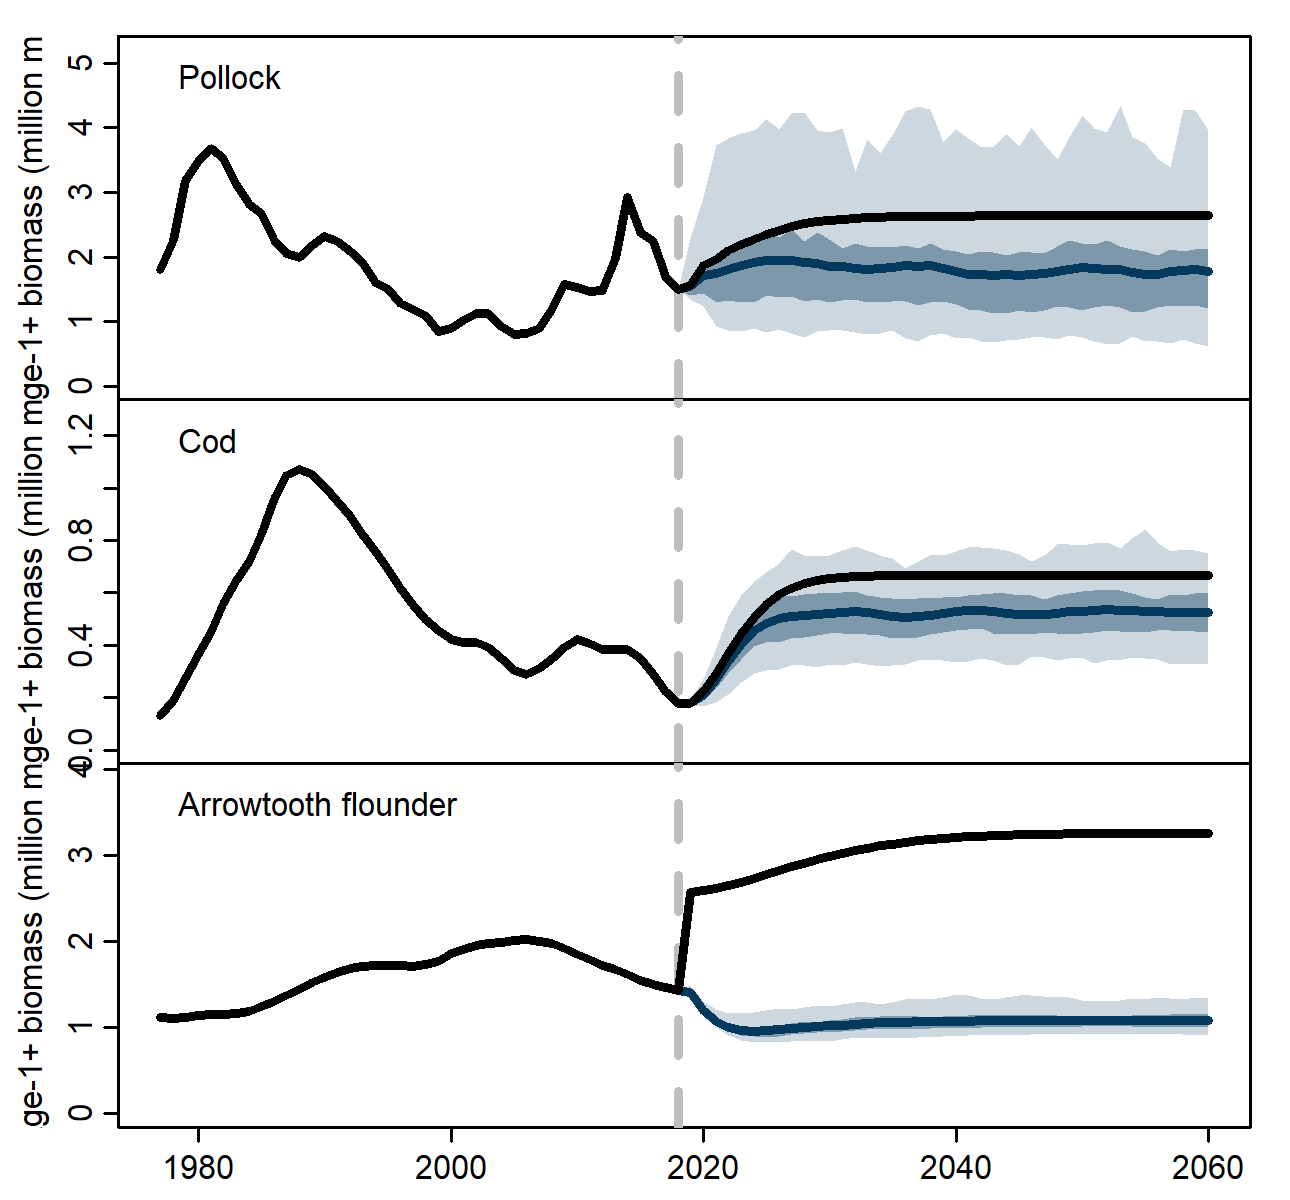 5
Pollock
4
3
2
1
0
ge-1+ biomass (million m
1.2
Cod
0.8
0.4
0.0
ge-1+ biomass (million m
4
Arrowtooth flounder
3
2
1
0
ge-1+ biomass (million m
1980 2000 2020 2040 2060